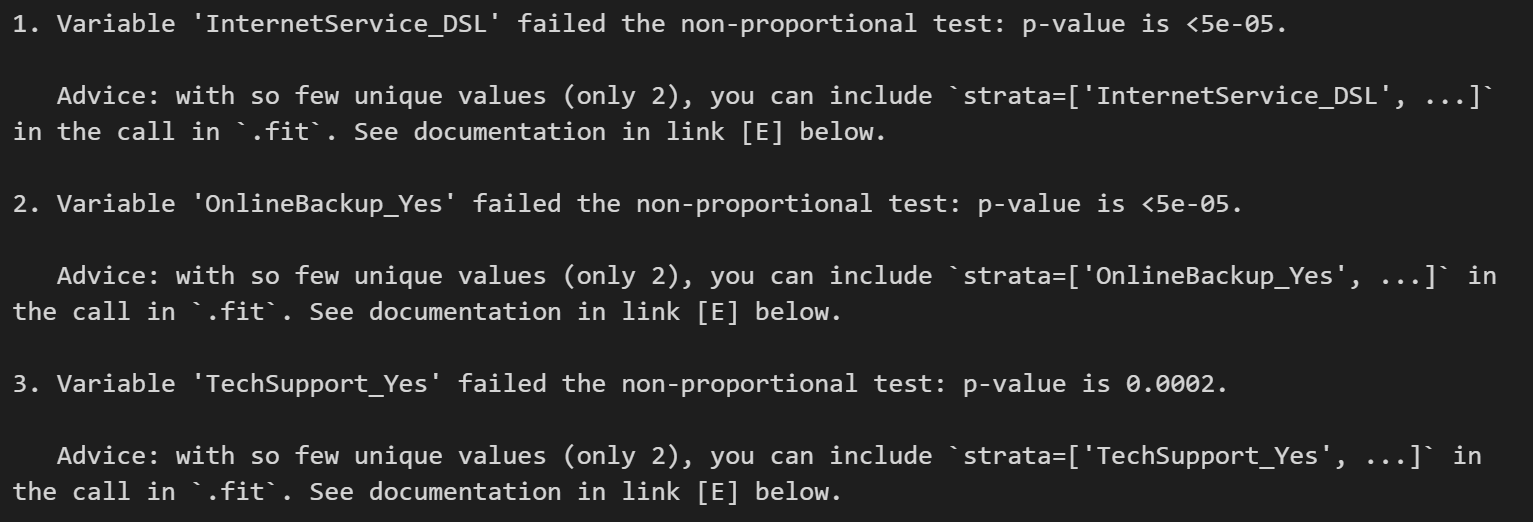 1. Variable 'InternetService_DSL' failed the non-proportional test: p-value is <5e-05.
Advice: with so few unique values (only 2), you can include `strata=['InternetService_DSL', ...]`
in the call in `.fit`. See documentation in link [E] below.
2. Variable 'OnlineBackup_Yes' failed the non-proportional test: p-value is <5e-05.
Advice: with so few unique values (only 2), you can include `strata=['OnlineBackup_Yes', ...]` in
the call in `.fit`. See documentation in link [E] below.
3. Variable 'TechSupport_Yes' failed the non-proportional test: p-value is 0.0002.
Advice: with so few unique values (only 2), you can include `strata=['TechSupport_Yes', ...]` in
the call in `.fit`. See documentation in link [E] below.